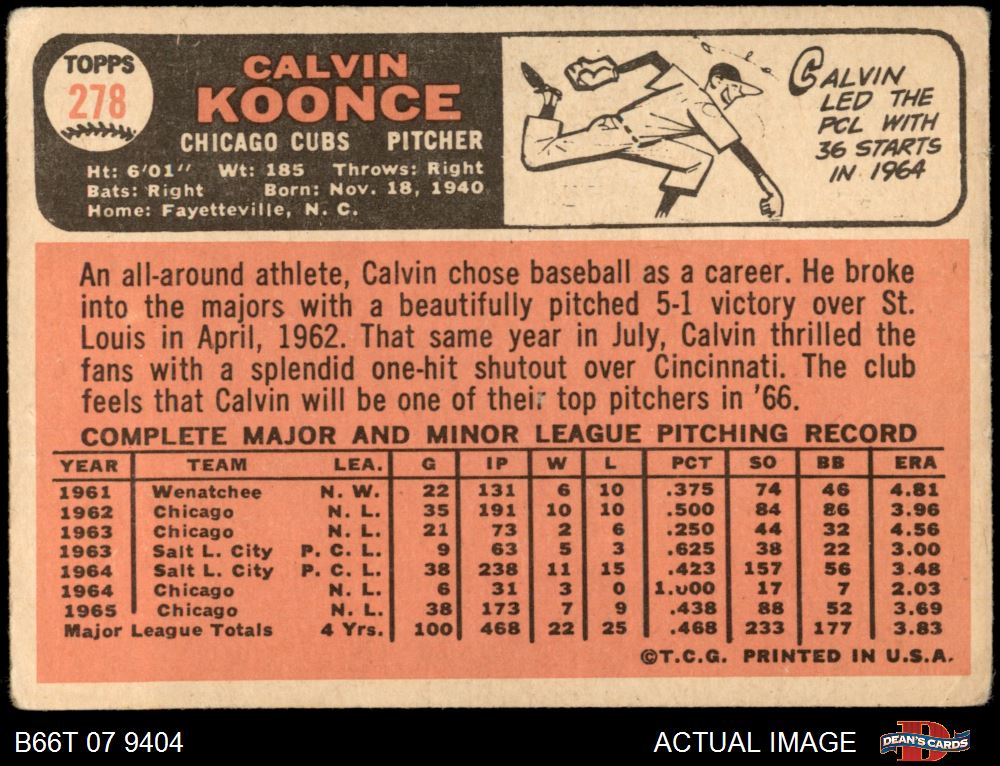 TOPPS
278
CALVIN
KOONCE
CHICAGO CUBS PITCHER
Ht: 6'01" Wt: 185 Throws: Right
Bats: Right Born: Nov. 18, 1940
Home: Fayetteville, N. C.
CALVIN
LED THE
PCL WITH
36 STARTS
IN 1964
An all-around athlete, Calvin chose baseball as a career. He broke
into the majors with a beautifully pitched 5-1 victory over St.
Louis in April, 1962. That same year in July, Calvin thrilled the
fans with a splendid one-hit shutout over Cincinnati. The club
feels that Calvin will be one of their top pitchers in '66.
COMPLETE MAJOR AND MINOR LEAGUE PITCHING RECORD
YEAR TEAM LEA. G IP W L PCT SO BB ERA
1961 Wenatchee N. W. 22 131 6 10 .375 74 46 4.81
1962 Chicago N. L. 35 191 10 10 .500 84 86 3.96
1963 Chicago N. L. 21 73 2 6 .250 44 32 4.56
1963 Salt L. City P. C. L. 9 63 5 3 .625 38 22 3.00
1964 Salt L. City P. C. L. 38 238 11 15 .423 157 56 3.48
1964 Chicago N. L. 6 31 3 0 1.000 17 7 2.03
1965 Chicago N. L. 38 173 7 9 .438 88 52 3.69
Major League Totals 4 Yrs. 100 468 22 25 .468 233 177 3.83
©T.C.G. PRINTED IN U.S.A.
B66T 07 9404
ACTUAL IMAGE
D
DEAN'S CARDS